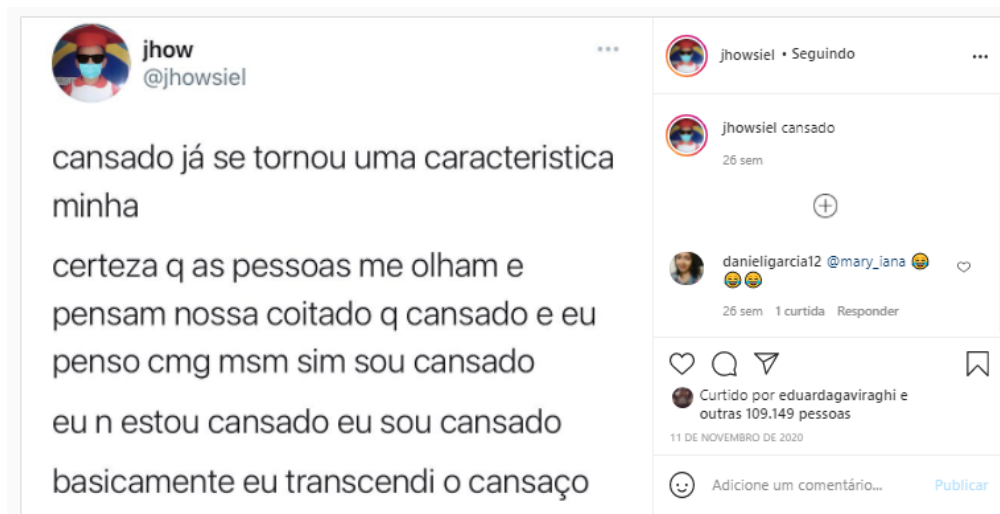 jhow
@jhowsiel
cansado já se tornou uma caracteristica
minha
certeza q as pessoas me olham e
pensam nossa coitado q cansado e eu
penso cmg msm sim sou cansado
eu n estou cansado eu sou cansado
basicamente eu transcendi o cansaço
jhowsiel • Seguindo
jhowsiel cansado
26 sem
danieligarcia12 @mary_iana 😂
😂😂
26 sem 1 curtida Responder
Curtido por eduardagaviraghi e
outras 109.149 pessoas
11 DE NOVEMBRO DE 2020
Adicione um comentário... Publicar